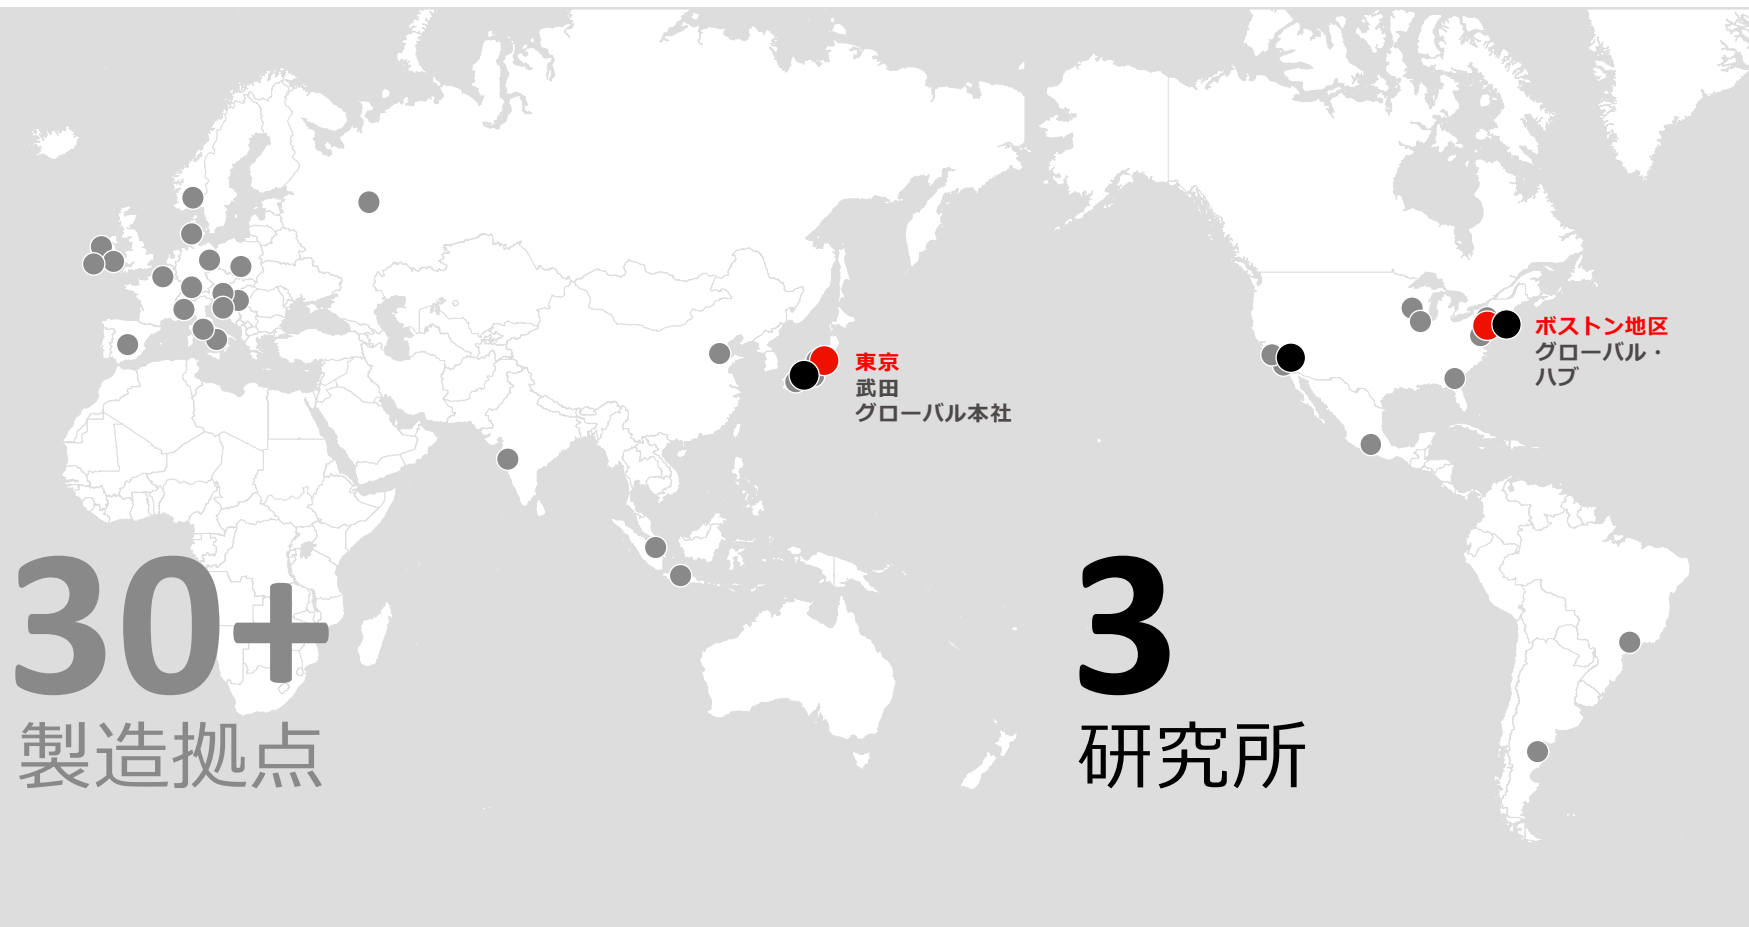 東京
武田
グローバル本社
ボストン地区
グローバル・
ハブ
30+
製造拠点
3
研究所